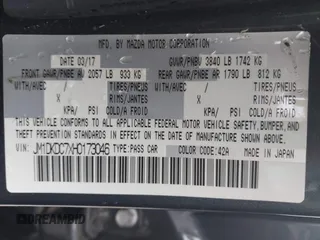 MFD. BY MAZDA MOTOR CORPORATION
DATE 03/17 GVWR/PNBV 3840 LB 1742 KG
FRONT GAWR/PNBE AV 2057 LB 933 KG REAR GAWR/PNBE AR 1790 LB 812 KG
WITH/AVEC / TIRES/PNEUS WITH/AVEC / TIRES/PNEUS
X RIMS/JANTES X RIMS/JANTES
KPA/ PSI COLD/A FROID KPA/ PSI COLD/A FROID
THIS VEHICLE CONFORMS TO ALL APPLICABLE FEDERAL MOTOR VEHICLE
SAFETY, BUMPER, AND THEFT PREVENTION STANDARDS IN EFFECT
ON THE DATE OF MANUFACTURE SHOWN ABOVE.
VIN: JM1DKDC7XH0173046 TYPE:PASS CAR COLOR CODE:42A MADE IN JAPAN
DREAMBID